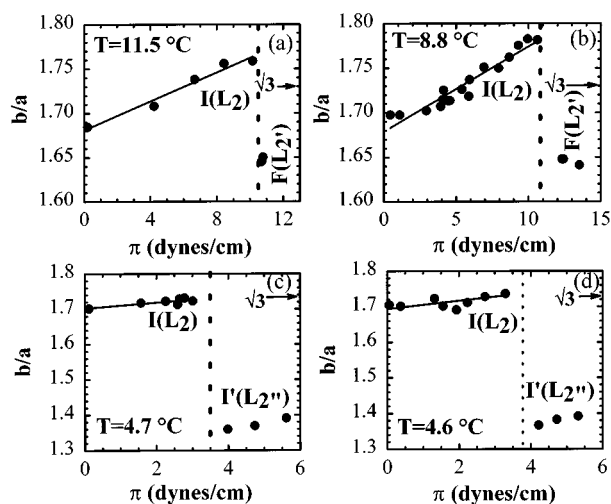 T=11.5 °C (a)
1.80
1.75
1.70
1.65
1.60
b/a
√3
I(L2)
F(L2')
0 4 8 12
π (dynes/cm)
T=8.8 °C (b)
1.80
1.75
1.70
1.65
1.60
b/a
√3
I(L2)
F(L2')
0 5 10 15
π (dynes/cm)
(c)
1.8
1.7
1.6
1.5
1.4
1.3
b/a
√3
I(L2)
I'(L2")
T=4.7 °C
0 2 4 6
π (dynes/cm)
(d)
1.8
1.7
1.6
1.5
1.4
1.3
b/a
√3
I(L2)
I'(L2")
T=4.6 °C
0 2 4 6
π (dynes/cm)